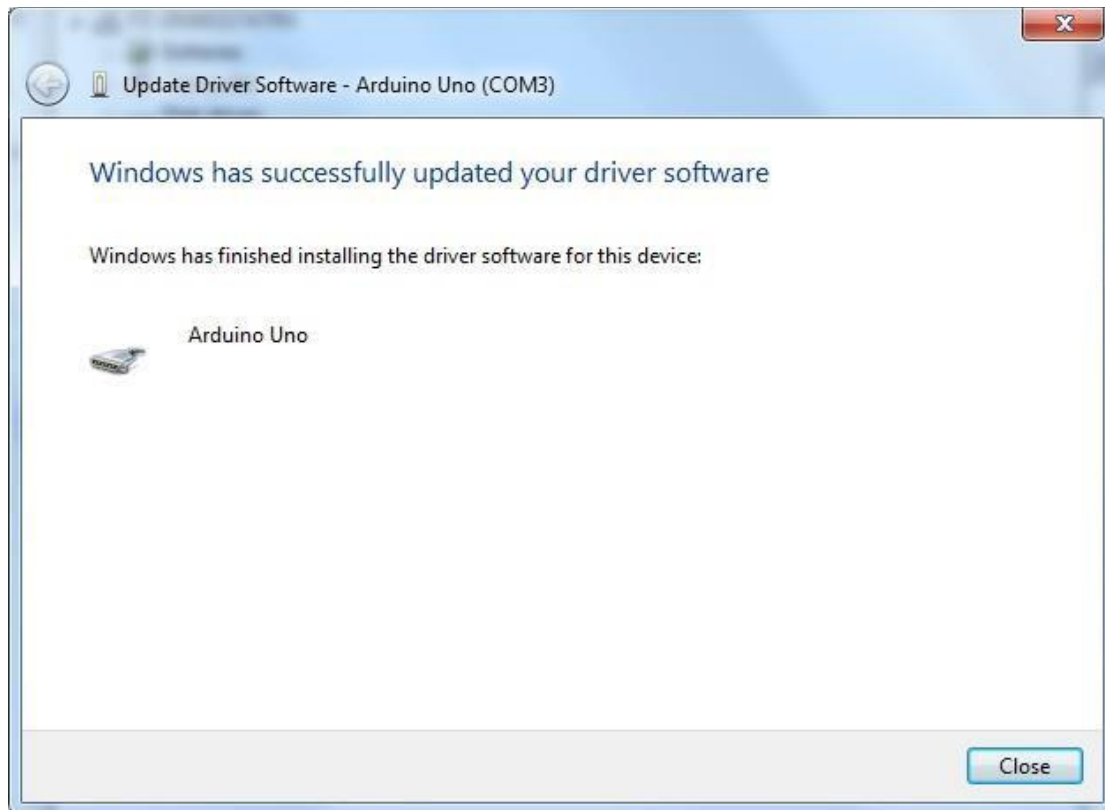 Update Driver Software - Arduino Uno (COM3)
Windows has successfully updated your driver software
Windows has finished installing the driver software for this device:
Arduino Uno
Close